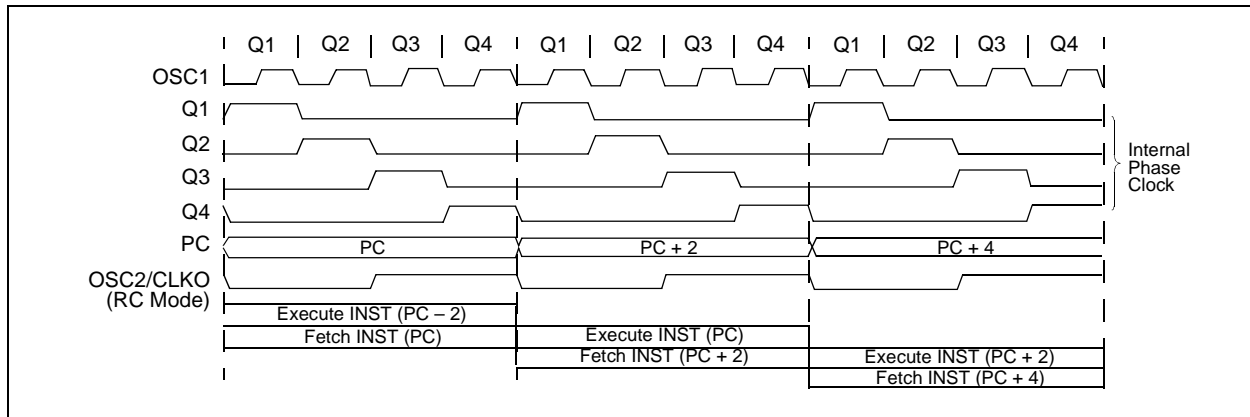 Q1 Q2 Q3 Q4 Q1 Q2 Q3 Q4 Q1 Q2 Q3 Q4
OSC1
Q1
Q2
Q3
Q4
Internal
Phase
Clock
PC PC PC + 2 PC + 4
OSC2/CLKO
(RC Mode)
Execute INST (PC – 2)
Fetch INST (PC) Execute INST (PC)
Fetch INST (PC + 2) Execute INST (PC + 2)
Fetch INST (PC + 4)